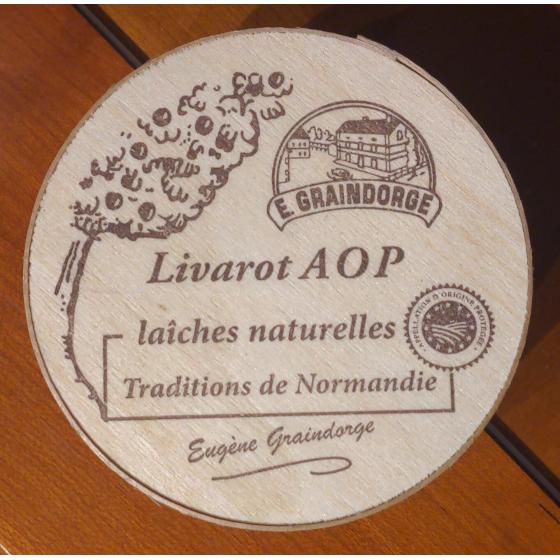 E. GRAINDORGE
Livarot AOP
laîches naturelles
APPELLATION D'ORIGINE PROTÉGÉE
Traditions de Normandie
Eugène Graindorge